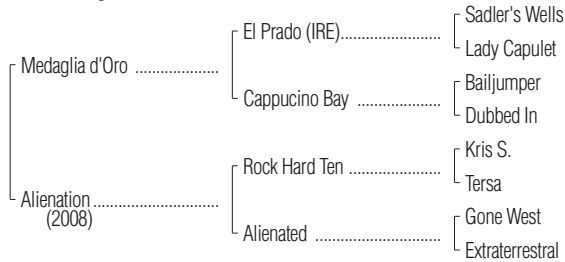 Sadler's Wells
El Prado (IRE)....................
Lady Capulet
Medaglia d'Oro ....................
Bailjumper
Cappucino Bay ....................
Dubbed In
Kris S.
Rock Hard Ten ....................
Tersa
Alienation..............................
(2008)
Gone West
Alienated ..............................
Extraterrestral